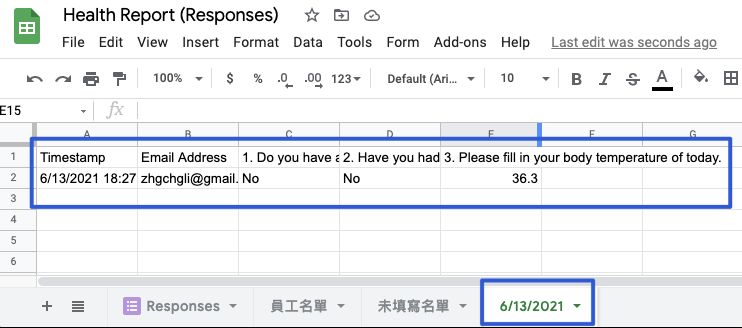 Health Report (Responses)
File Edit View Insert Format Data Tools Form Add-ons Help Last edit was seconds ago
100% $ % .0 .00 123 Default (Ari... 10 B I S A
E15 fx
A B C D E F G
1 Timestamp Email Address 1. Do you have a 2. Have you had 3. Please fill in your body temperature of today.
2 6/13/2021 18:27 zhgchgli@gmail. No No 36.3
3
4
5
6
+ Responses 員工名單 未填寫名單 6/13/2021